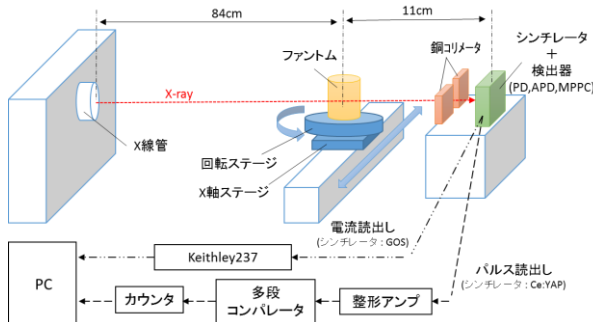 84cm
11cm
ファントム
銅コリメータ
シンチレータ
+
検出器
(PD,APD,MPPC)
X-ray
X線管
回転ステージ
X軸ステージ
電流読出し
(シンチレータ : GOS)
Keithley237
パルス読出し
(シンチレータ : Ce:YAP)
PC
カウンタ
多段
コンパレータ
整形アンプ